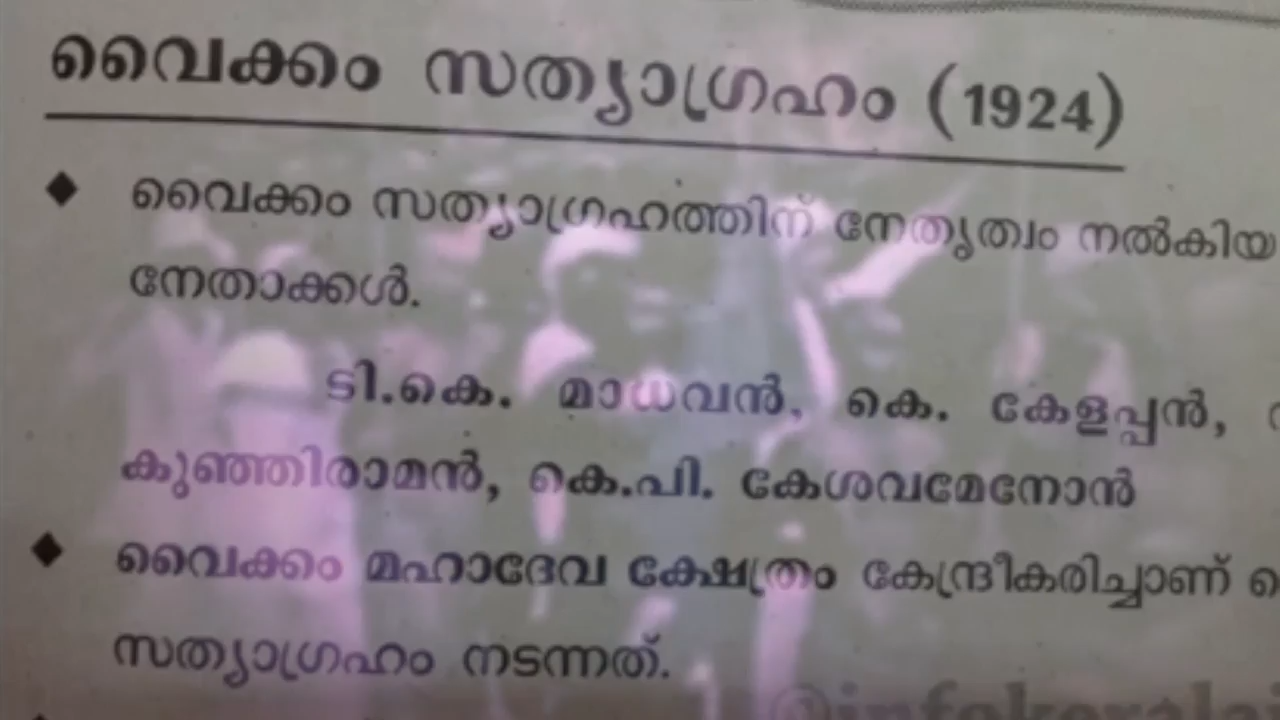 വൈക്കം സത്യാഗ്രഹം (1924)
◆ വൈക്കം സത്യാഗ്രഹത്തിന് നേതൃത്വം നൽകിയ
നേതാക്കൾ.
ടി.കെ. മാധവൻ, കെ. കേളപ്പൻ,
കുഞ്ഞിരാമൻ, കെ.പി. കേശവമേനോൻ
◆ വൈക്കം മഹാദേവ ക്ഷേത്രം കേന്ദ്രീകരിച്ചാണ്
സത്യാഗ്രഹം നടന്നത്.